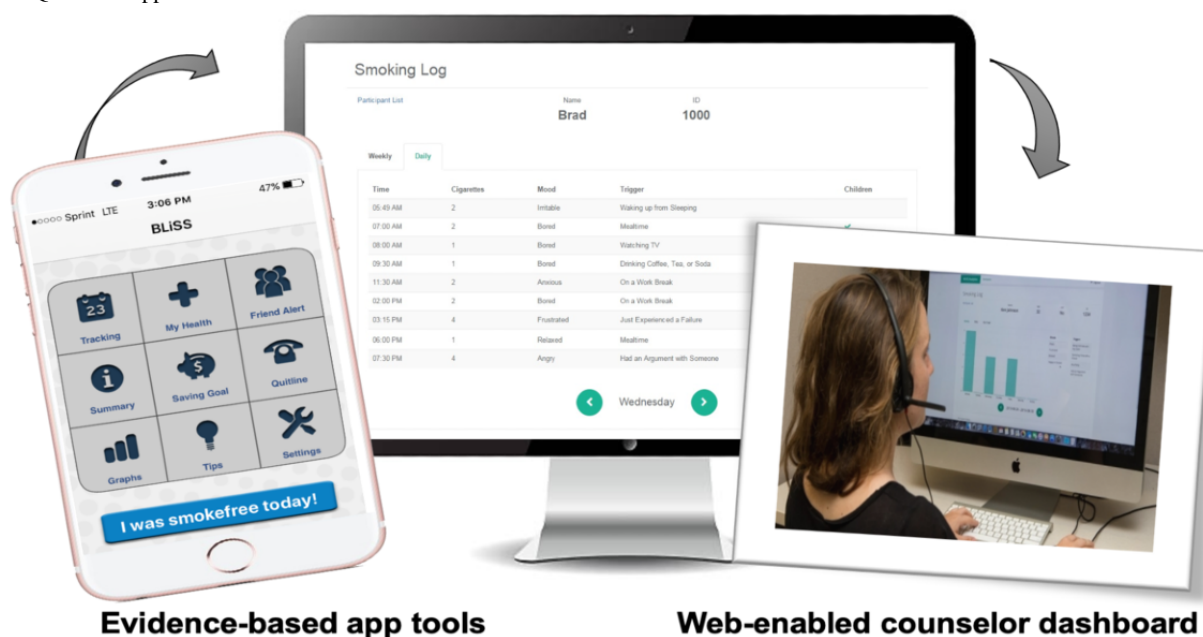 Smoking Log
Participant List
Name
ID
Brad
1000
Weekly
Daily
Time Cigarettes Mood Trigger Children
05:49 AM 2 Irritable Waking up from Sleeping
07:00 AM 2 Bored Mealtime ✓
08:00 AM 1 Bored Watching TV
09:30 AM 1 Bored Drinking Coffee, Tea, or Soda
11:30 AM 2 Anxious On a Work Break
02:00 PM 2 Bored On a Work Break
03:15 PM 4 Frustrated Just Experienced a Failure
06:00 PM 1 Relaxed Mealtime
07:30 PM 4 Angry Had an Argument with Someone
Wednesday
Sprint LTE 3:06 PM 47%
BLiSS
23
Tracking
My Health
Friend Alert
Summary
$
Saving Goal
Quitline
Graphs
Tips
Settings
I was smokefree today!
Evidence-based app tools
Web-enabled counselor dashboard